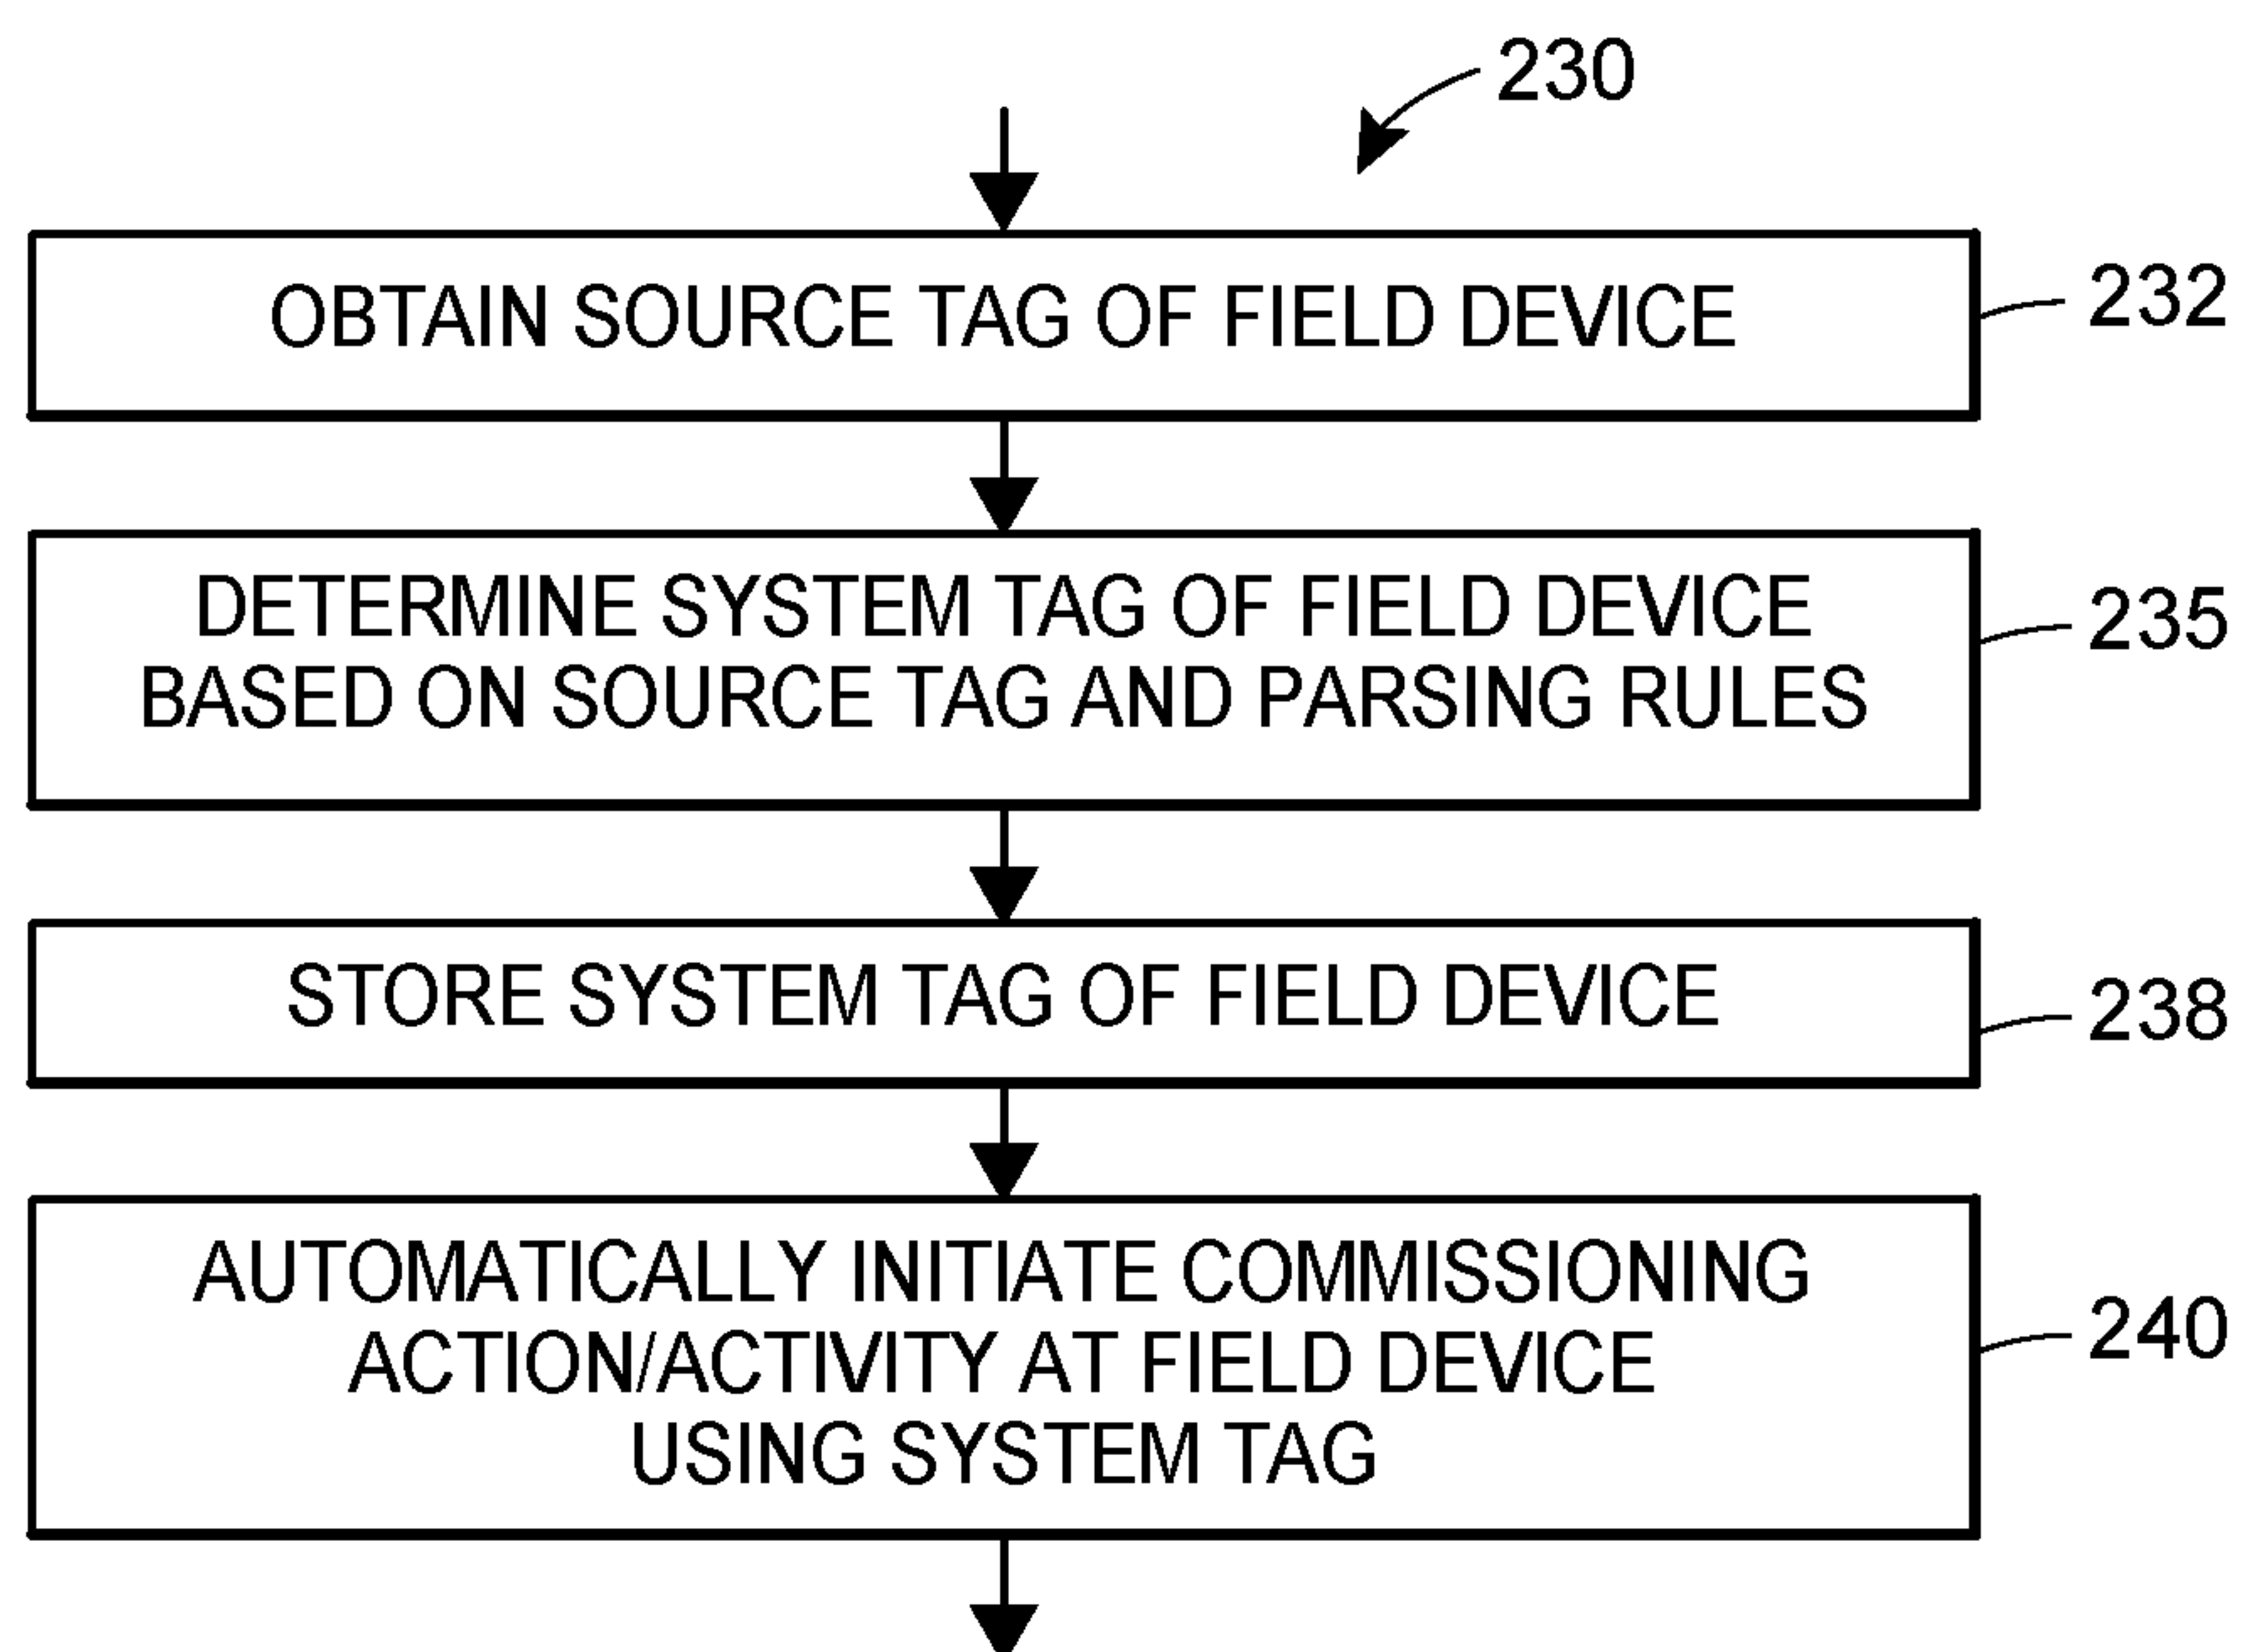 230
OBTAIN SOURCE TAG OF FIELD DEVICE
232
DETERMINE SYSTEM TAG OF FIELD DEVICE
BASED ON SOURCE TAG AND PARSING RULES
235
STORE SYSTEM TAG OF FIELD DEVICE
238
AUTOMATICALLY INITIATE COMMISSIONING
ACTION/ACTIVITY AT FIELD DEVICE
USING SYSTEM TAG
240